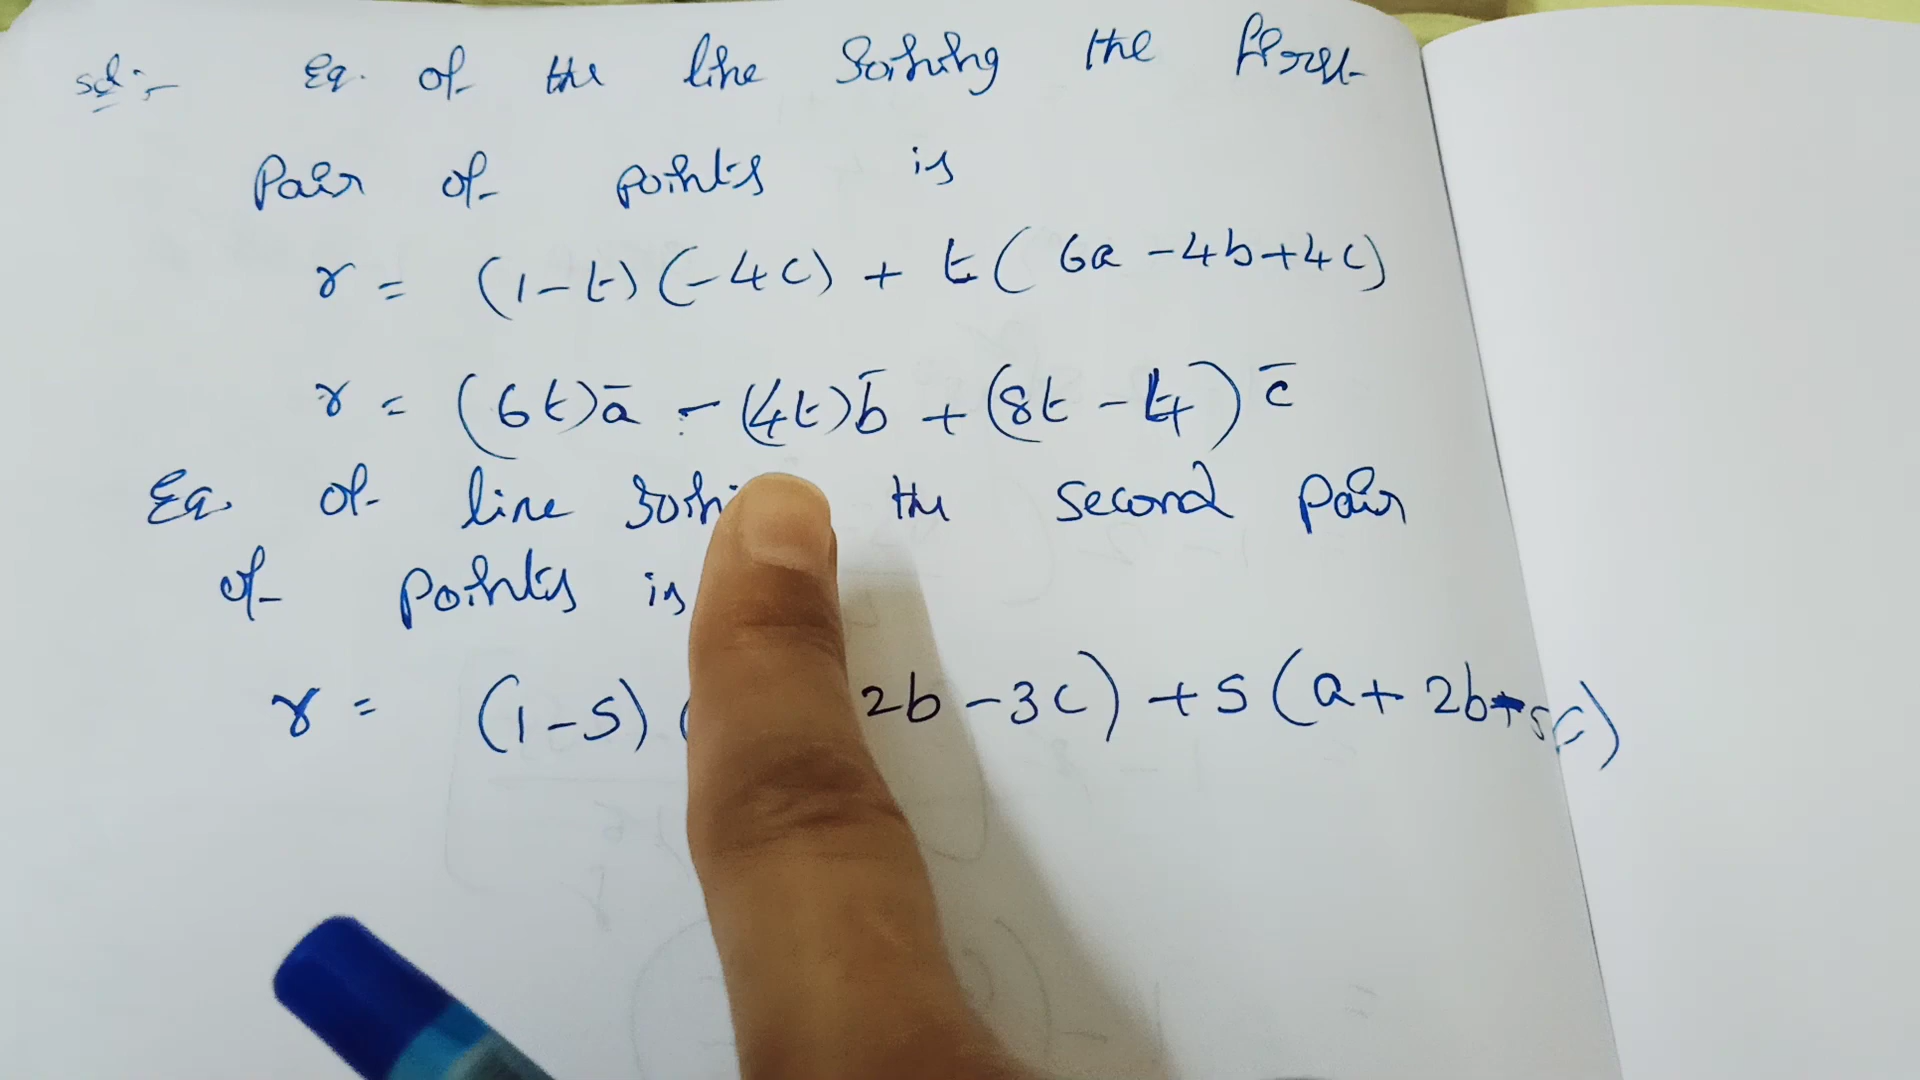 Sol:- Eq. of the line Joining the first
Pair of points is
r = (1-t)(-4c) + t(6a-4b+4c)
r = (6t)a̅ - (4t)b̅ + (8t-4)c̅
Eq. of line the second Pair
of points is
r = (1-s)( 2b-3c) + s(a+2b-5c)